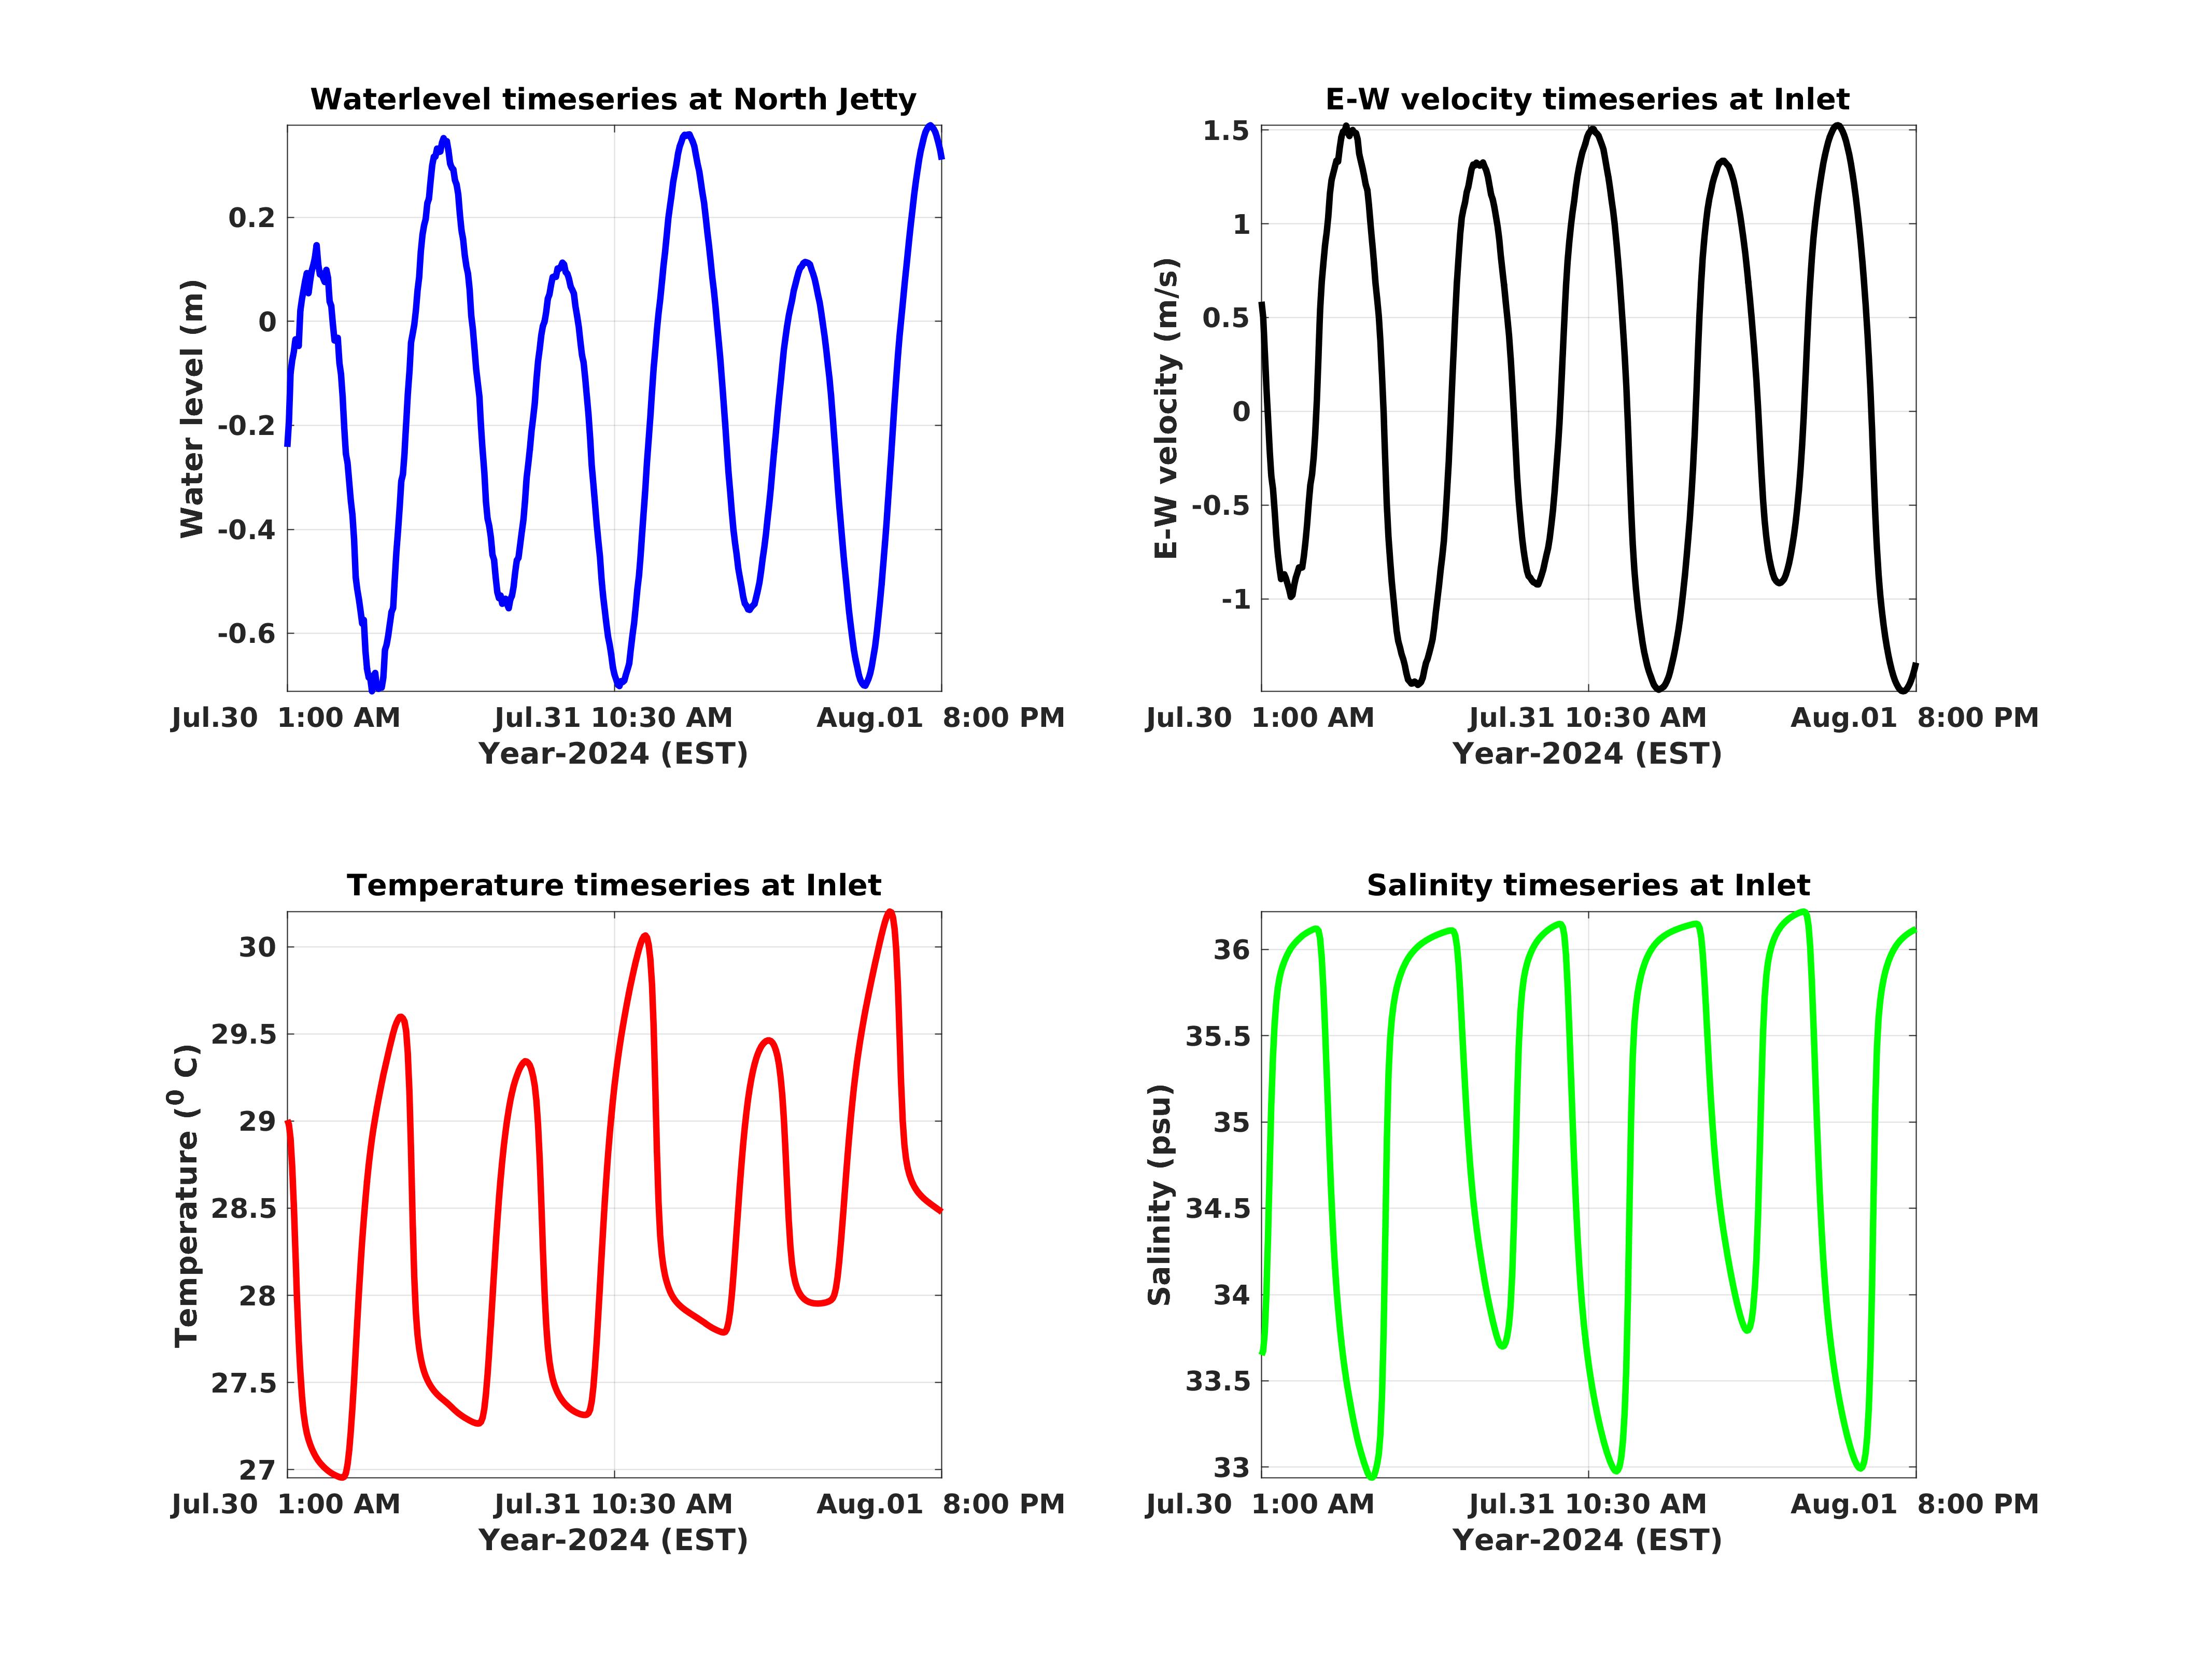 Waterlevel timeseries at North Jetty
Water level (m)
0.2
0
-0.2
-0.4
-0.6
Jul.30 1:00 AM
Jul.31 10:30 AM
Aug.01 8:00 PM
Year-2024 (EST)
E-W velocity timeseries at Inlet
E-W velocity (m/s)
1.5
1
0.5
0
-0.5
-1
Jul.30 1:00 AM
Jul.31 10:30 AM
Aug.01 8:00 PM
Year-2024 (EST)
Temperature timeseries at Inlet
Temperature (⁰ C)
30
29.5
29
28.5
28
27.5
27
Jul.30 1:00 AM
Jul.31 10:30 AM
Aug.01 8:00 PM
Year-2024 (EST)
Salinity timeseries at Inlet
Salinity (psu)
36
35.5
35
34.5
34
33.5
33
Jul.30 1:00 AM
Jul.31 10:30 AM
Aug.01 8:00 PM
Year-2024 (EST)